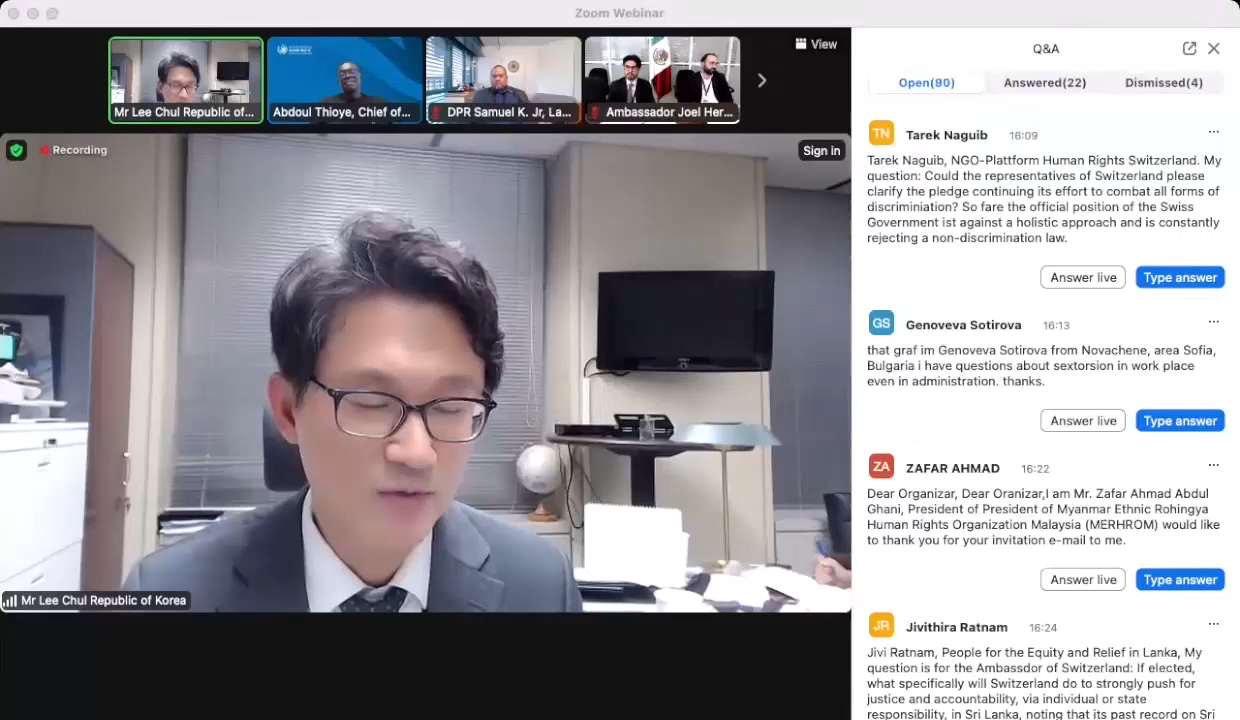 Zoom Webinar
View
Mr Lee Chul Republic of...
Abdoul Thioye, Chief of...
DPR Samuel K. Jr, La...
Ambassador Joel Her...
Recording
Sign in
Mr Lee Chul Republic of Korea
Q&A
Open(90)
Answered(22)
Dismissed(4)
TN
Tarek Naguib
16:09
Tarek Naguib, NGO-Plattform Human Rights Switzerland. My
question: Could the representatives of Switzerland please
clarify the pledge continuing its effort to combat all forms of
discriminiation? So fare the official position of the Swiss
Government ist against a holistic approach and is constantly
rejecting a non-discrimination law.
Answer live
Type answer
GS
Genoveva Sotirova
16:13
that graf im Genoveva Sotirova from Novachene, area Sofia,
Bulgaria i have questions about sextorsion in work place
even in administration. thanks.
Answer live
Type answer
ZA
ZAFAR AHMAD
16:22
Dear Organizar, Dear Oranizar,I am Mr. Zafar Ahmad Abdul
Ghani, President of President of Myanmar Ethnic Rohingya
Human Rights Organization Malaysia (MERHROM) would like
to thank you for your invitation e-mail to me.
Answer live
Type answer
JR
Jivithira Ratnam
16:24
Jivi Ratnam, People for the Equity and Relief in Lanka, My
question is for the Ambassdor of Switzerland: If elected,
what specifically will Switzerland do to strongly push for
justice and accountability, via individual or state
responsibility, in Sri Lanka, noting that its past record on Sri